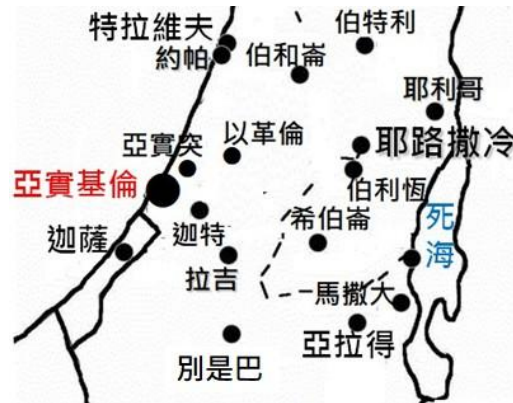 特拉維夫
伯特利
約帕
伯和崙
耶利哥
亞實突
以革倫
耶路撒冷
亞實基倫
伯利恆
死海
迦薩
迦特
希伯崙
拉吉
馬撒大
亞拉得
別是巴